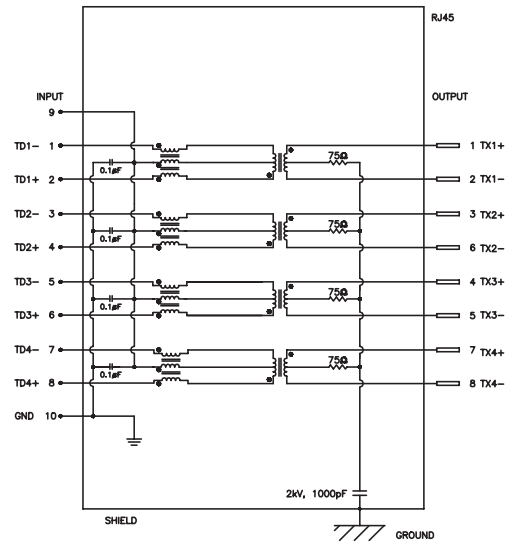 RJ45
INPUT
OUTPUT
9
TD1- 1
75Ω
1 TX1+
0.1µF
TD1+ 2
2 TX1-
TD2- 3
75Ω
3 TX2+
0.1µF
TD2+ 4
6 TX2-
TD3- 5
75Ω
4 TX3+
0.1µF
TD3+ 6
5 TX3-
TD4- 7
75Ω
7 TX4+
0.1µF
TD4+ 8
8 TX4-
GND 10
2kV, 1000pF
SHIELD
GROUND